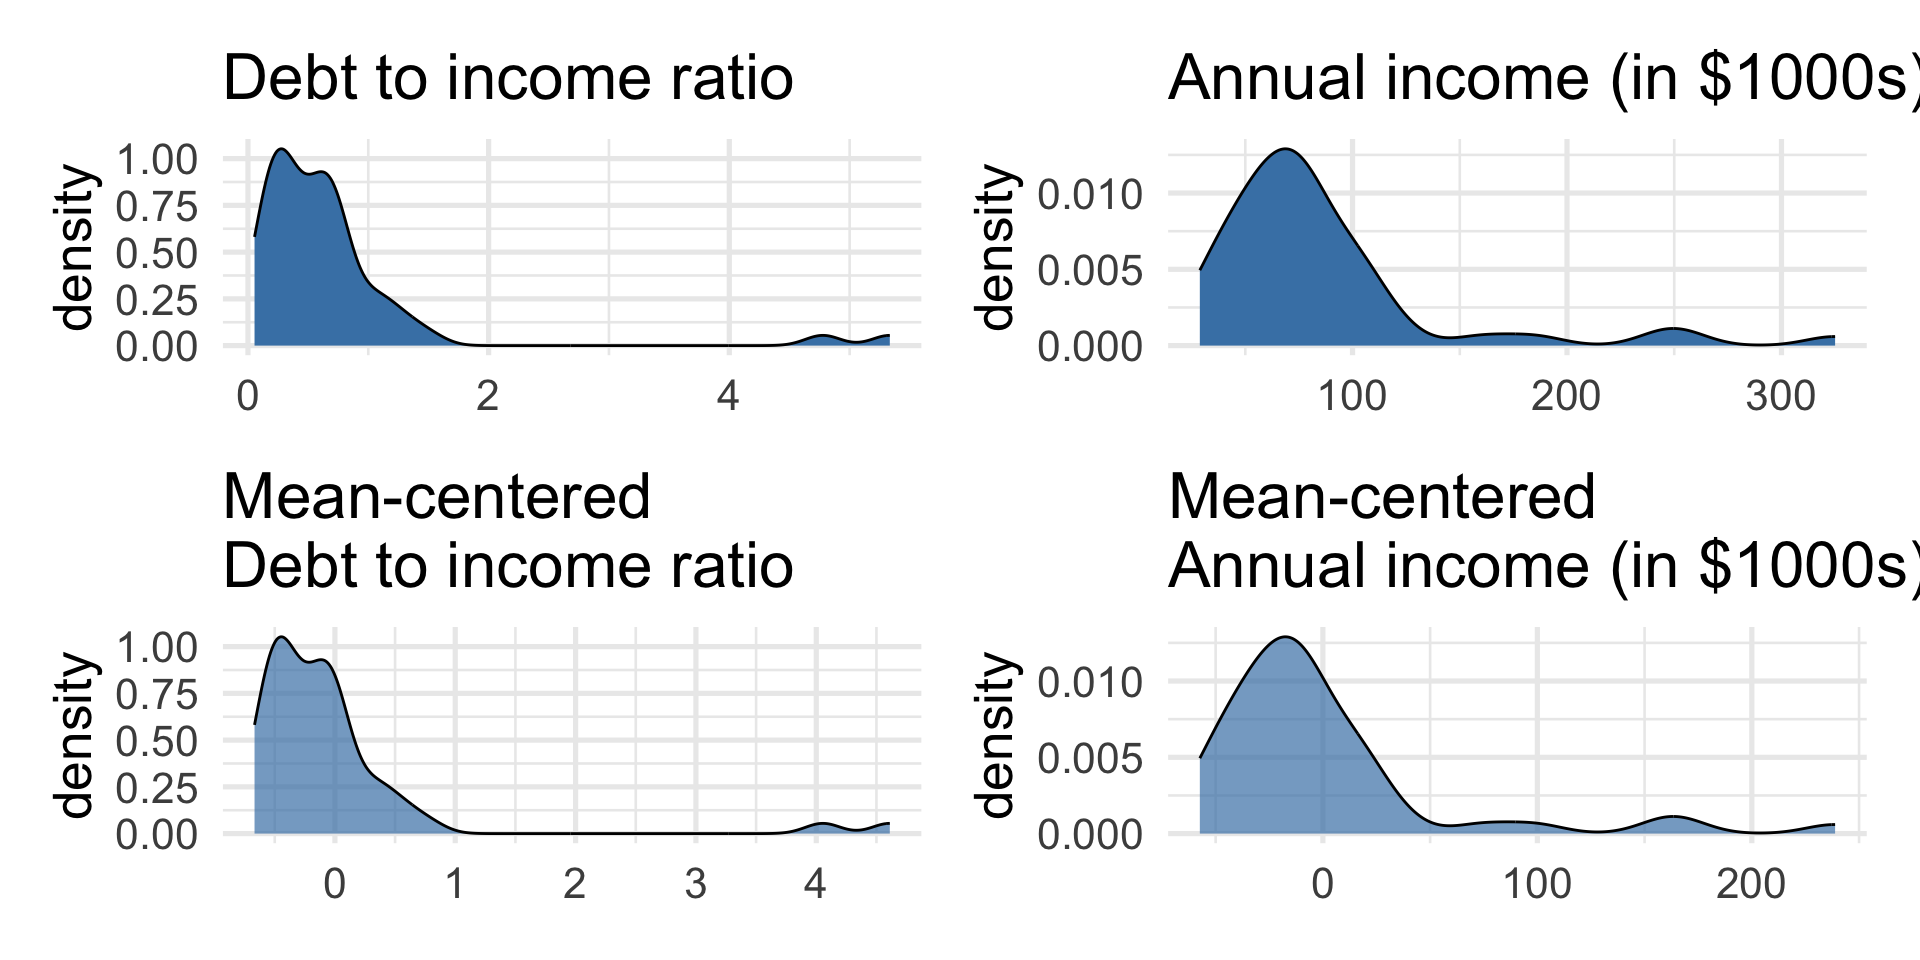 Debt to income ratio
density
1.00
0.75
0.50
0.25
0.00
0 2 4
Annual income (in $1000s)
density
0.010
0.005
0.000
100 200 300
Mean-centered
Debt to income ratio
density
1.00
0.75
0.50
0.25
0.00
0 1 2 3 4
Mean-centered
Annual income (in $1000s)
density
0.010
0.005
0.000
0 100 200